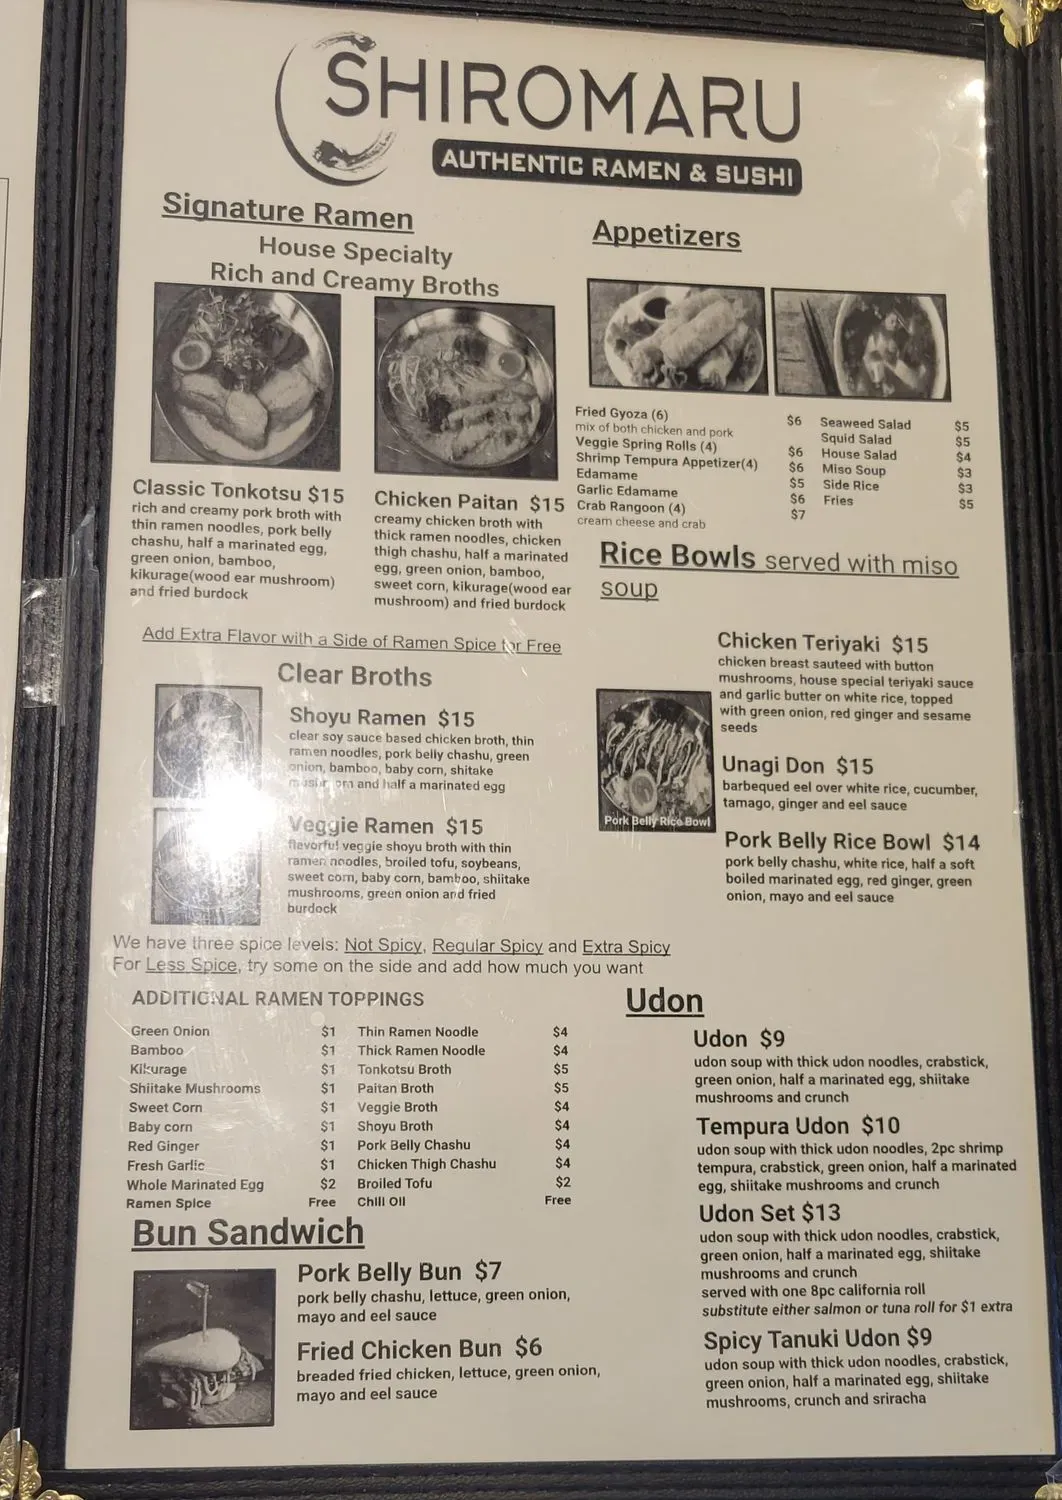 SHIROMARU
AUTHENTIC RAMEN & SUSHI
Signature Ramen
House Specialty
Rich and Creamy Broths
Classic Tonkotsu $15
rich and creamy pork broth with
thin ramen noodles, pork belly
chashu, half a marinated egg,
green onion, bamboo,
kikurage(wood ear mushroom)
and fried burdock
Chicken Paitan $15
creamy chicken broth with
thick ramen noodles, chicken
thigh chashu, half a marinated
egg, green onion, bamboo,
sweet corn, kikurage(wood ear
mushroom) and fried burdock
Add Extra Flavor with a Side of Ramen Spice for Free
Clear Broths
Shoyu Ramen $15
clear soy sauce based chicken broth, thin
ramen noodles, pork belly chashu, green
onion, bamboo, baby corn, shitake
mushroom and half a marinated egg
Veggie Ramen $15
flavorful veggie shoyu broth with thin
ramen noodles, broiled tofu, soybeans,
sweet corn, baby corn, bamboo, shiitake
mushrooms, green onion and fried
burdock
We have three spice levels: Not Spicy, Regular Spicy and Extra Spicy
For Less Spice, try some on the side and add how much you want
ADDITIONAL RAMEN TOPPINGS
Green Onion $1 Thin Ramen Noodle $4
Bamboo $1 Thick Ramen Noodle $4
Kikurage $1 Tonkotsu Broth $5
Shiitake Mushrooms $1 Paitan Broth $5
Sweet Corn $1 Veggie Broth $4
Baby corn $1 Shoyu Broth $4
Red Ginger $1 Pork Belly Chashu $4
Fresh Garlic $1 Chicken Thigh Chashu $4
Whole Marinated Egg $2 Broiled Tofu $2
Ramen Spice Free Chili Oil Free
Bun Sandwich
Pork Belly Bun $7
pork belly chashu, lettuce, green onion,
mayo and eel sauce
Fried Chicken Bun $6
breaded fried chicken, lettuce, green onion,
mayo and eel sauce
Appetizers
Fried Gyoza (6) $6
mix of both chicken and pork
Veggie Spring Rolls (4) $6
Shrimp Tempura Appetizer(4) $6
Edamame $5
Garlic Edamame $6
Crab Rangoon (4) $7
cream cheese and crab
Seaweed Salad $5
Squid Salad $5
House Salad $4
Miso Soup $3
Side Rice $3
Fries $5
Rice Bowls served with miso
soup
Chicken Teriyaki $15
chicken breast sauteed with button
mushrooms, house special teriyaki sauce
and garlic butter on white rice, topped
with green onion, red ginger and sesame
seeds
Unagi Don $15
barbequed eel over white rice, cucumber,
tamago, ginger and eel sauce
Pork Belly Rice Bowl
Pork Belly Rice Bowl $14
pork belly chashu, white rice, half a soft
boiled marinated egg, red ginger, green
onion, mayo and eel sauce
Udon
Udon $9
udon soup with thick udon noodles, crabstick,
green onion, half a marinated egg, shiitake
mushrooms and crunch
Tempura Udon $10
udon soup with thick udon noodles, 2pc shrimp
tempura, crabstick, green onion, half a marinated
egg, shiitake mushrooms and crunch
Udon Set $13
udon soup with thick udon noodles, crabstick,
green onion, half a marinated egg, shiitake
mushrooms and crunch
served with one 8pc california roll
substitute either salmon or tuna roll for $1 extra
Spicy Tanuki Udon $9
udon soup with thick udon noodles, crabstick,
green onion, half a marinated egg, shiitake
mushrooms, crunch and sriracha